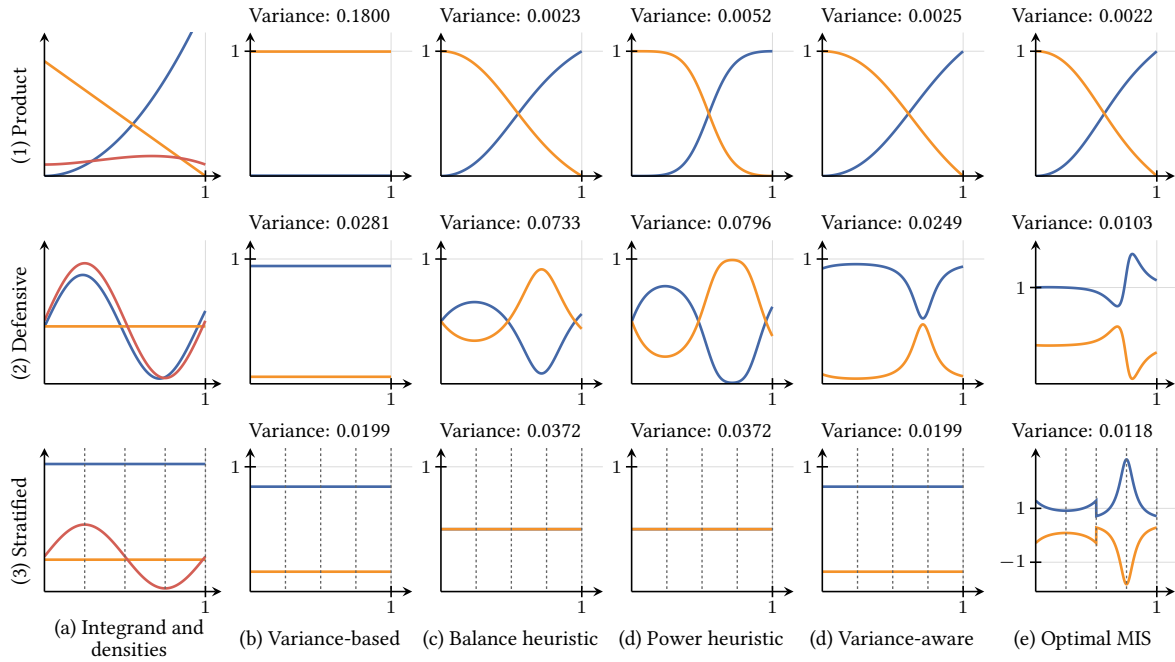 Variance: 0.1800
Variance: 0.0023
Variance: 0.0052
Variance: 0.0025
Variance: 0.0022
(1) Product
1
1
1
1
1
1
1
1
1
1
1
Variance: 0.0281
Variance: 0.0733
Variance: 0.0796
Variance: 0.0249
Variance: 0.0103
(2) Defensive
1
1
1
1
1
1
1
1
1
1
1
Variance: 0.0199
Variance: 0.0372
Variance: 0.0372
Variance: 0.0199
Variance: 0.0118
(3) Stratified
1
1
1
1
1
−1
1
1
1
1
1
1
(a) Integrand and
densities
(b) Variance-based
(c) Balance heuristic
(d) Power heuristic
(d) Variance-aware
(e) Optimal MIS